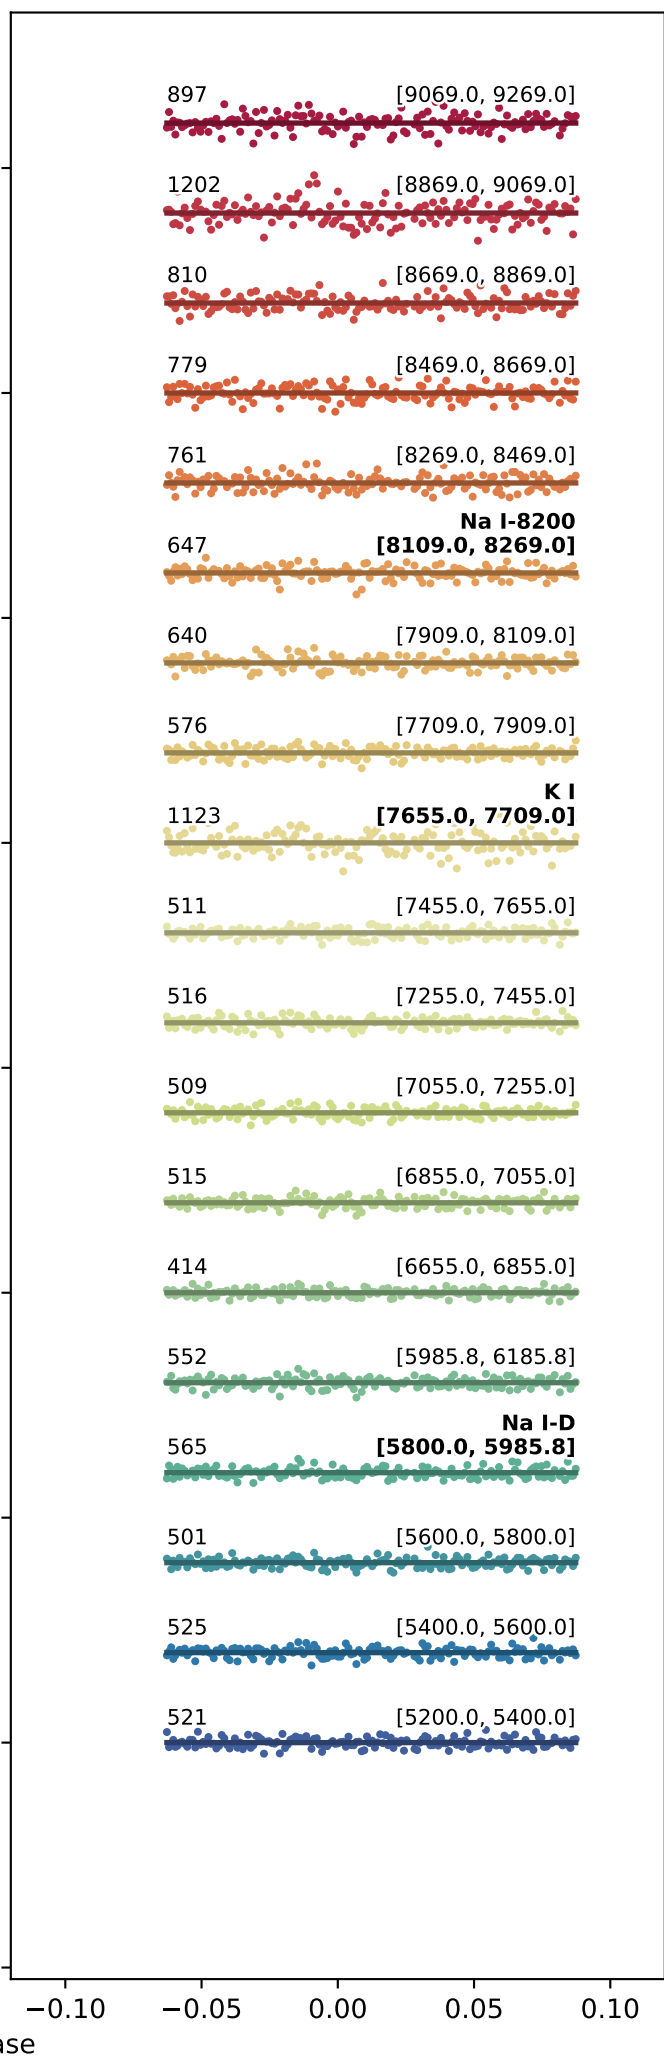 897 [9069.0, 9269.0]
1202 [8869.0, 9069.0]
810 [8669.0, 8869.0]
779 [8469.0, 8669.0]
761 [8269.0, 8469.0]
Na I-8200
647 [8109.0, 8269.0]
640 [7909.0, 8109.0]
576 [7709.0, 7909.0]
K I
1123 [7655.0, 7709.0]
511 [7455.0, 7655.0]
516 [7255.0, 7455.0]
509 [7055.0, 7255.0]
515 [6855.0, 7055.0]
414 [6655.0, 6855.0]
552 [5985.8, 6185.8]
Na I-D
565 [5800.0, 5985.8]
501 [5600.0, 5800.0]
525 [5400.0, 5600.0]
521 [5200.0, 5400.0]
−0.10 −0.05 0.00 0.05 0.10